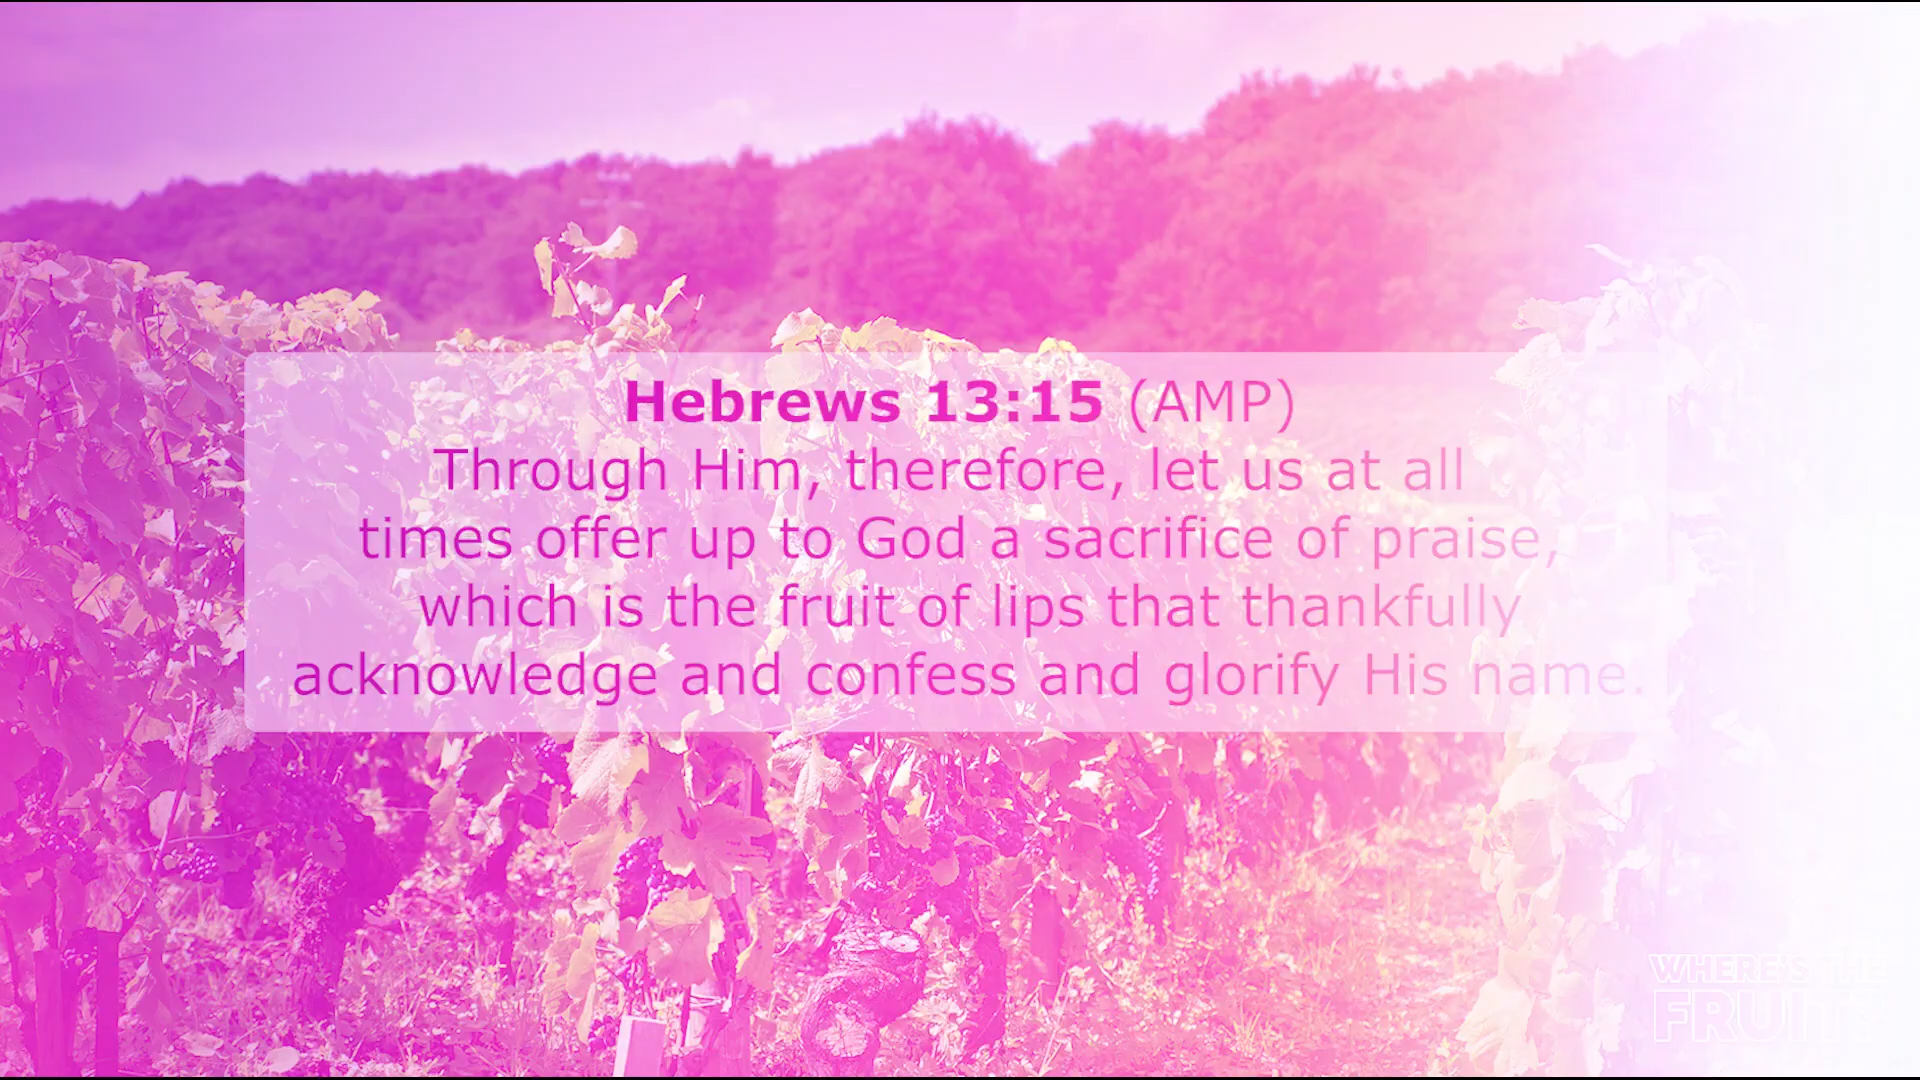 Hebrews 13:15 (AMP)
Through Him, therefore, let us at all
times offer up to God a sacrifice of praise,
which is the fruit of lips that thankfully
acknowledge and confess and glorify His name.
WHERE'S THE
FRUIT?